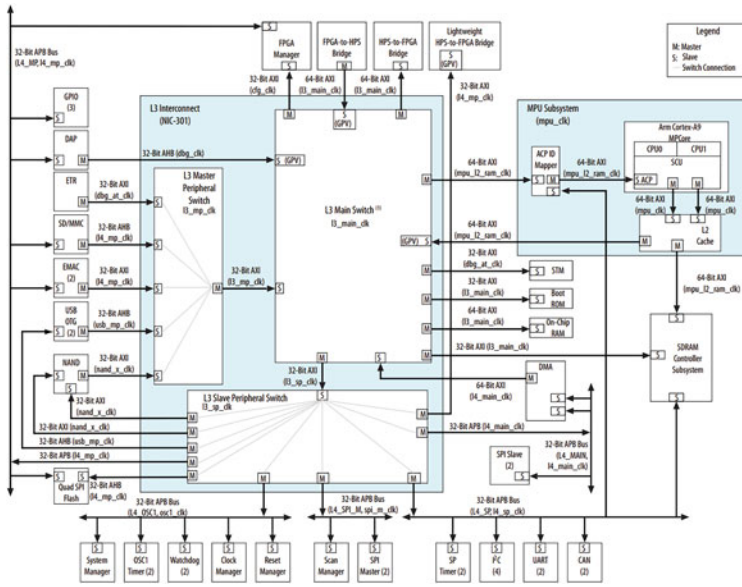 32-Bit APB Bus
(L4_MP, l4_mp_clk)
FPGA
Manager
S
FPGA-to-HPS
Bridge
M
HPS-to-FPGA
Bridge
S
Lightweight
HPS-to-FPGA Bridge
S
(GPV)
Legend
M: Master
S: Slave
Switch Connection
32-Bit AXI
(cfg_clk)
64-Bit AXI
(l3_main_clk)
64-Bit AXI
(l3_main_clk)
32-Bit AXI
(l4_mp_clk)
GPIO
(3)
S
DAP
S
M
ETR
M
SD/MMC
S
M
EMAC
(2)
S
M
USB
OTG
(2)
S
M
NAND
S
M
S
Quad SPI
Flash
S
S
L3 Interconnect
(NIC-301)
32-Bit AHB (dbg_clk)
32-Bit AXI
(dbg_at_clk)
32-Bit AHB
(l4_mp_clk)
32-Bit AXI
(l4_mp_clk)
32-Bit AHB
(usb_mp_clk)
32-Bit AXI
(nand_x_clk)
L3 Master
Peripheral
Switch
l3_mp_clk
32-Bit AXI
(l3_mp_clk)
M
S
(GPV)
S (GPV)
L3 Main Switch
l3_main_clk
(GPV) S
MPU Subsystem
(mpu_clk)
64-Bit AXI
(mpu_l2_ram_clk)
ACP ID
Mapper
S
M
S
64-Bit AXI
(mpu_l2_ram_clk)
Arm Cortex-A9
MPCore
CPU0
CPU1
SCU
S ACP
M
M
64-Bit AXI
(mpu_clk)
64-Bit AXI
(mpu_clk)
S
S
L2
Cache
M
M
64-Bit AXI
(mpu_l2_ram_clk)
32-Bit AXI
(dbg_at_clk)
S STM
32-Bit AXI
(l3_main_clk)
S Boot
ROM
64-Bit AXI
(l3_main_clk)
S On-Chip
RAM
32-Bit AXI (l3_main_clk)
64-Bit AXI
(mpu_l2_ram_clk)
SDRAM
Controller
Subsystem
S
S
S
32-Bit AXI
(l3_sp_clk)
L3 Slave Peripheral Switch
l3_sp_clk
S
64-Bit AXI
(l4_main_clk)
DMA
M
S
S
32-Bit AXI
(nand_x_clk)
32-Bit AXI (nand_x_clk)
32-Bit AHB (usb_mp_clk)
32-Bit APB (l4_mp_clk)
32-Bit AHB
(l4_mp_clk)
32-Bit APB (l4_main_clk)
32-Bit APB Bus
(L4_MAIN,
l4_main_clk)
SPI Slave
(2)
S
32-Bit APB Bus
(L4_OSC1, osc1_clk)
32-Bit APB Bus
(L4_SPI_M, spi_m_clk)
32-Bit APB Bus
(L4_SP, l4_sp_clk)
System
Manager
OSC1
Timer (2)
Watchdog
(2)
Clock
Manager
Reset
Manager
Scan
Manager
SPI
Master (2)
SP
Timer (2)
I²C
(4)
UART
(2)
CAN
(2)